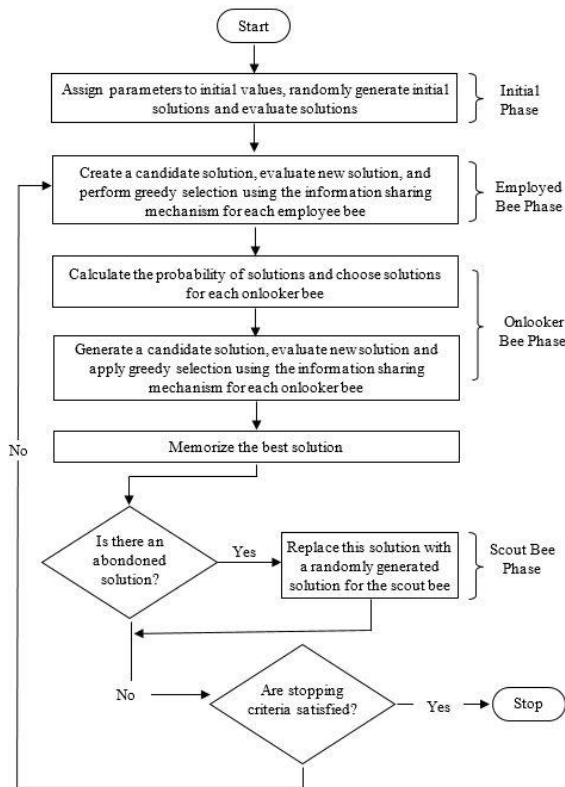 Start
Assign parameters to initial values, randomly generate initial
solutions and evaluate solutions
Initial
Phase
Create a candidate solution, evaluate new solution, and
perform greedy selection using the information sharing
mechanism for each employee bee
Employed
Bee Phase
Calculate the probability of solutions and choose solutions
for each onlooker bee
Onlooker
Bee Phase
Generate a candidate solution, evaluate new solution and
apply greedy selection using the information sharing
mechanism for each onlooker bee
No
Memorize the best solution
Is there an
abondoned
solution?
Yes
Replace this solution with
a randomly generated
solution for the scout bee
Scout Bee
Phase
No
Are stopping
criteria satisfied?
Yes
Stop